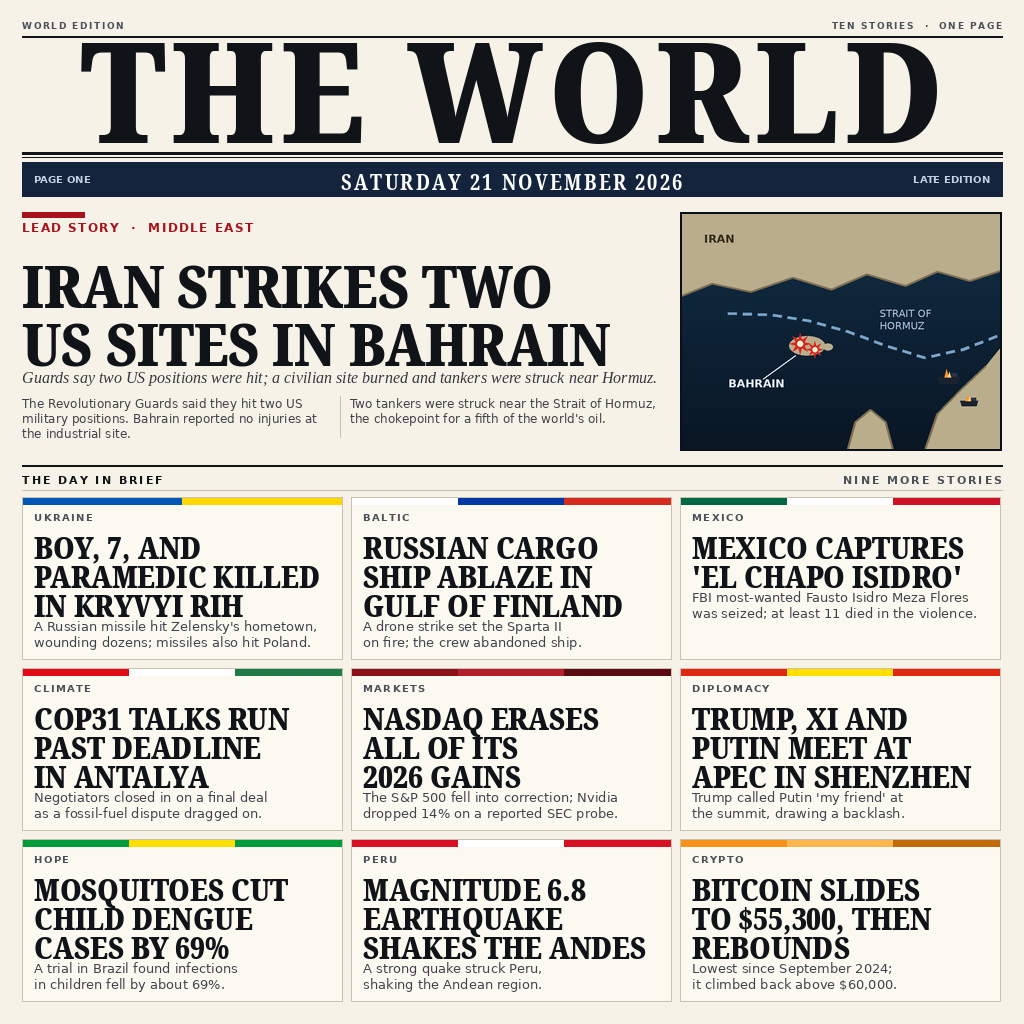 WORLD EDITION
TEN STORIES · ONE PAGE
THE WORLD
PAGE ONE
SATURDAY 21 NOVEMBER 2026
LATE EDITION
LEAD STORY · MIDDLE EAST
IRAN STRIKES TWO
US SITES IN BAHRAIN
Guards say two US positions were hit; a civilian site burned and tankers were struck near Hormuz.
The Revolutionary Guards said they hit two US
military positions. Bahrain reported no injuries at
the industrial site.
Two tankers were struck near the Strait of Hormuz,
the chokepoint for a fifth of the world's oil.
IRAN
STRAIT OF
HORMUZ
BAHRAIN
THE DAY IN BRIEF
NINE MORE STORIES
UKRAINE
BOY, 7, AND
PARAMEDIC KILLED
IN KRYVYI RIH
A Russian missile hit Zelensky's hometown,
wounding dozens; missiles also hit Poland.
BALTIC
RUSSIAN CARGO
SHIP ABLAZE IN
GULF OF FINLAND
A drone strike set the Sparta II
on fire; the crew abandoned ship.
MEXICO
MEXICO CAPTURES
'EL CHAPO ISIDRO'
FBI most-wanted Fausto Isidro Meza Flores
was seized; at least 11 died in the violence.
CLIMATE
COP31 TALKS RUN
PAST DEADLINE
IN ANTALYA
Negotiators closed in on a final deal
as a fossil-fuel dispute dragged on.
MARKETS
NASDAQ ERASES
ALL OF ITS
2026 GAINS
The S&P 500 fell into correction; Nvidia
dropped 14% on a reported SEC probe.
DIPLOMACY
TRUMP, XI AND
PUTIN MEET AT
APEC IN SHENZHEN
Trump called Putin 'my friend' at
the summit, drawing a backlash.
HOPE
MOSQUITOES CUT
CHILD DENGUE
CASES BY 69%
A trial in Brazil found infections
in children fell by about 69%.
PERU
MAGNITUDE 6.8
EARTHQUAKE
SHAKES THE ANDES
A strong quake struck Peru,
shaking the Andean region.
CRYPTO
BITCOIN SLIDES
TO $55,300, THEN
REBOUNDS
Lowest since September 2024;
it climbed back above $60,000.